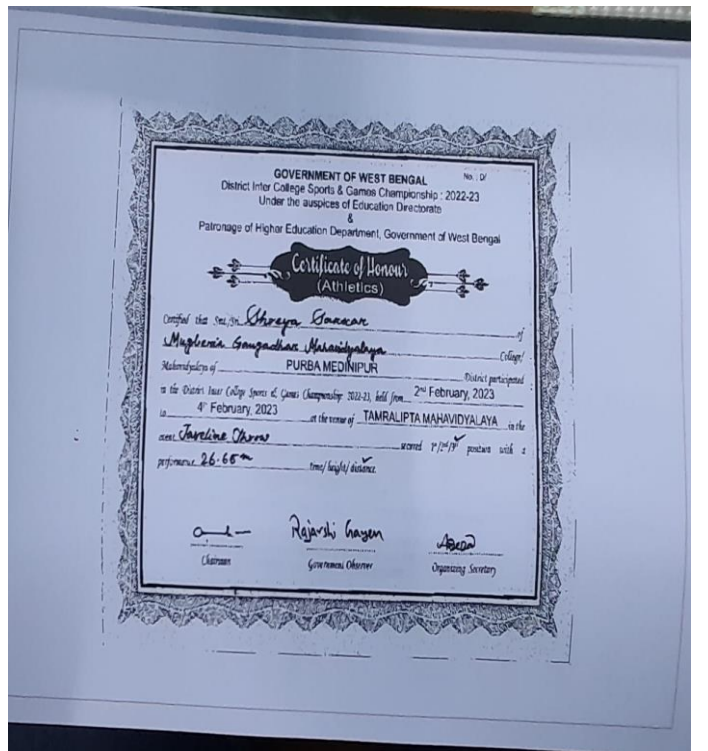 GOVERNMENT OF WEST BENGAL
No. : D/
District Inter College Sports & Games Championship : 2022-23
Under the auspices of Education Directorate
&
Patronage of Higher Education Department, Government of West Bengal
Certificate of Honour
(Athletics)
Certified that Smt./Sri. Shreya Sarkar of
Mugberia Gangadhar Mahavidyalaya College/
Mahavidyalaya of PURBA MEDINIPUR District participated
in the District Inter College Sports & Games Championship 2022-23, held from 2nd February, 2023
to 4th February, 2023 at the venue of TAMRALIPTA MAHAVIDYALAYA in the
event Javeline Throw secured 1st/2nd/3rd position with a
performance 26.65m time/height/distance
Rajarshi Gayen
Chairman
Government Observer
Organizing Secretary